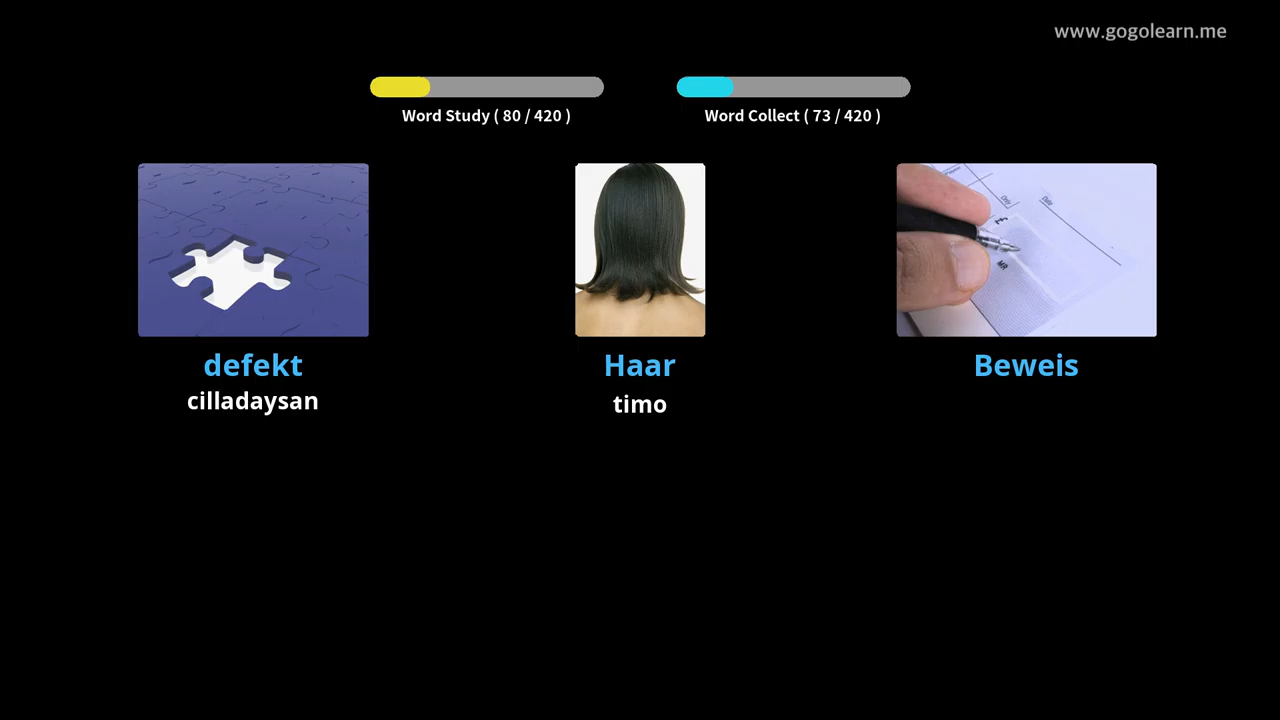 www.gogolearn.me
Word Study ( 80 / 420 )
Word Collect ( 73 / 420 )
defekt
cilladaysan
Haar
timo
Beweis